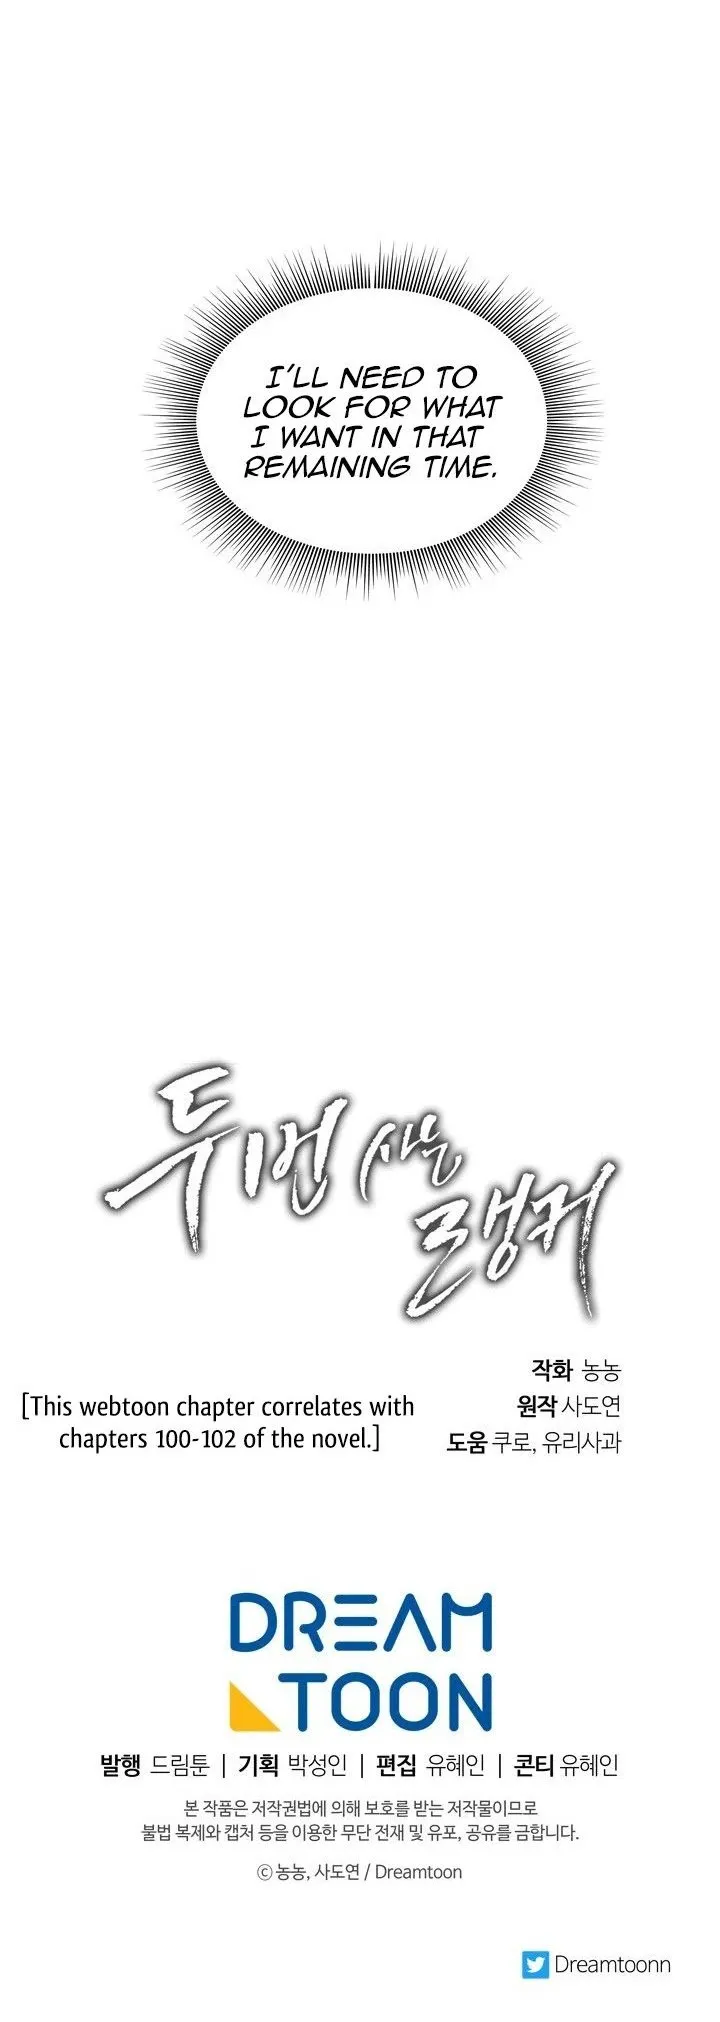 I'LL NEED TO
LOOK FOR WHAT
I WANT IN THAT
REMAINING TIME.
두 번 사는
랭커
작화 농농
[This webtoon chapter correlates with
chapters 100-102 of the novel.]
원작 사도연
도움 쿠로, 유리사과
DREAM
TOON
발행 드림툰 | 기획 박성인 | 편집 유혜인 | 콘티 유혜인
본 작품은 저작권법에 의해 보호를 받는 저작물이므로
불법 복제와 캡처 등을 이용한 무단 전재 및 유포, 공유를 금합니다.
ⓒ 농농, 사도연 / Dreamtoon
Dreamtoonn